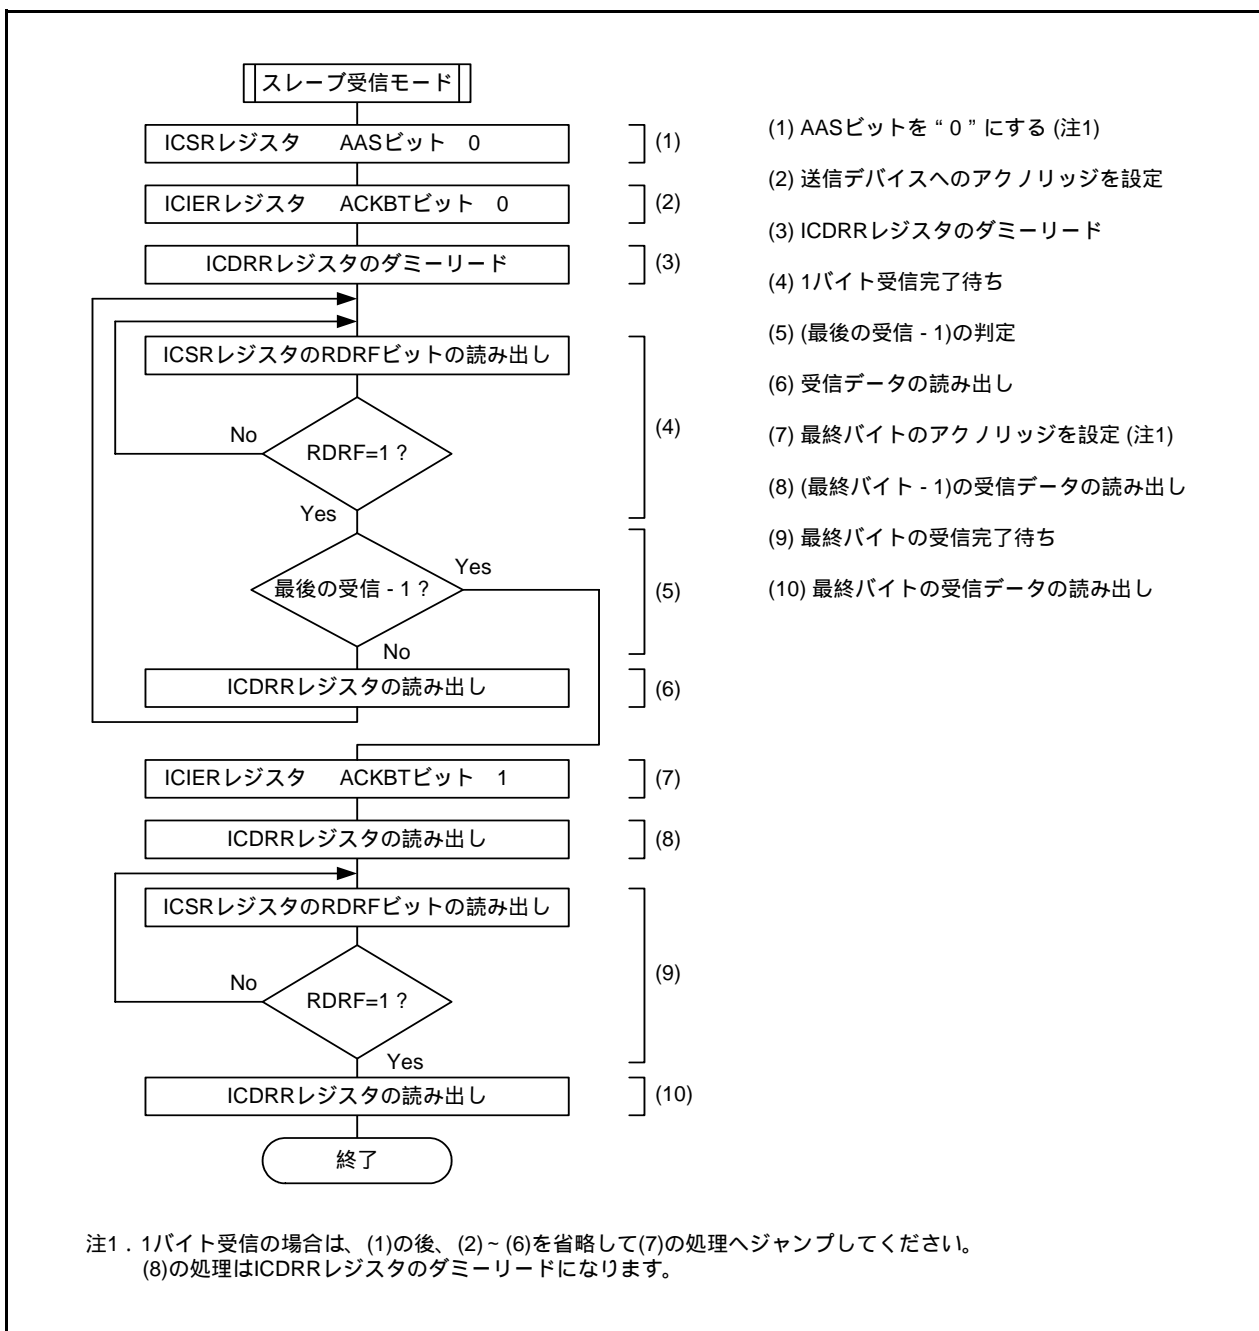 スレーブ受信モード
ICSRレジスタ AASビット 0
(1)
ICIERレジスタ ACKBTビット 0
(2)
ICDRRレジスタのダミーリード
(3)
ICSRレジスタのRDRFビットの読み出し
RDRF=1 ?
No
Yes
(4)
最後の受信 - 1 ?
Yes
No
(5)
ICDRRレジスタの読み出し
(6)
ICIERレジスタ ACKBTビット 1
(7)
ICDRRレジスタの読み出し
(8)
ICSRレジスタのRDRFビットの読み出し
RDRF=1 ?
No
Yes
(9)
ICDRRレジスタの読み出し
(10)
終了
(1) AASビットを “ 0 ” にする (注1)
(2) 送信デバイスへのアクノリッジを設定
(3) ICDRRレジスタのダミーリード
(4) 1バイト受信完了待ち
(5) (最後の受信 - 1)の判定
(6) 受信データの読み出し
(7) 最終バイトのアクノリッジを設定 (注1)
(8) (最終バイト - 1)の受信データの読み出し
(9) 最終バイトの受信完了待ち
(10) 最終バイトの受信データの読み出し
注1．1バイト受信の場合は、(1)の後、(2)~(6)を省略して(7)の処理へジャンプしてください。
(8)の処理はICDRRレジスタのダミーリードになります。